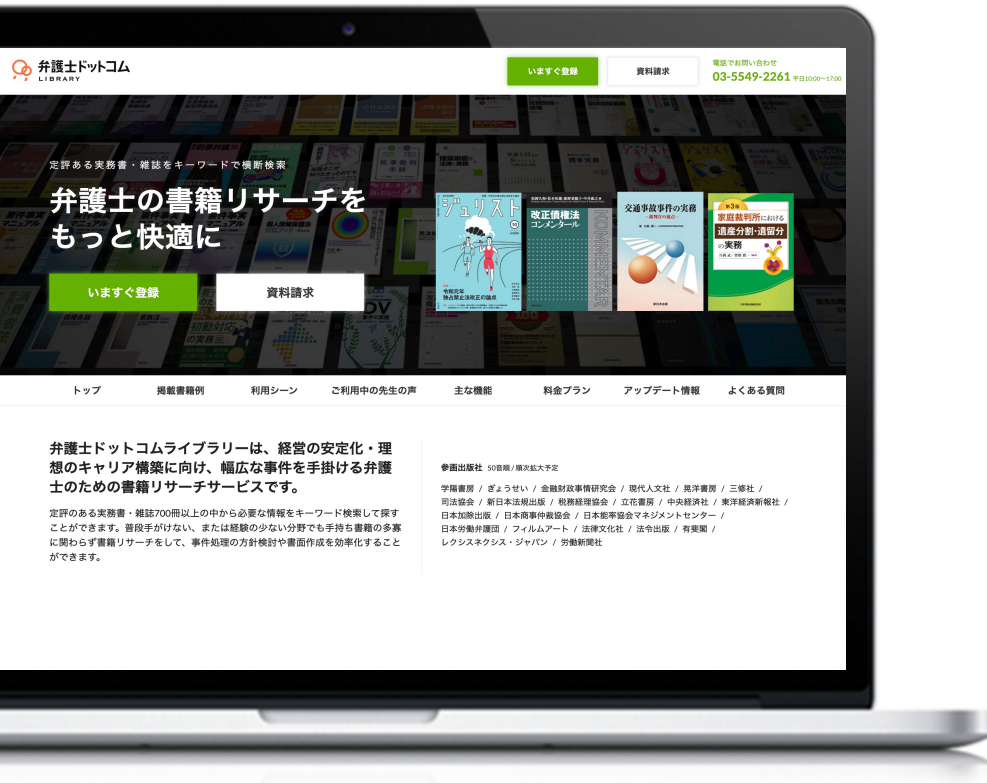 弁護士ドットコム
LIBRARY
いますぐ登録
資料請求
電話でお問い合わせ
03-5549-2261 平日10:00〜17:00
定評ある実務書・雑誌をキーワードで横断検索
弁護士の書籍リサーチを
もっと快適に
いますぐ登録
資料請求
ジュリスト
令和元年
独占禁止法改正の論点
改正債権法
コンメンタール
KOMMENTAR
交通事故事件の実務
—裁判官の視点—
第3版
家庭裁判所における
遺産分割・遺留分
の実務
トップ
掲載書籍例
利用シーン
ご利用中の先生の声
主な機能
料金プラン
アップデート情報
よくある質問
弁護士ドットコムライブラリーは、経営の安定化・理
想のキャリア構築に向け、幅広な事件を手掛ける弁護
士のための書籍リサーチサービスです。
定評のある実務書・雑誌700冊以上の中から必要な情報をキーワード検索して探す
ことができます。普段手がけない、または経験の少ない分野でも手持ち書籍の多寡
に関わらず書籍リサーチをして、事件処理の方針検討や書面作成を効率化すること
ができます。
参画出版社 50音順/順次拡大予定
学陽書房 / ぎょうせい / 金融財政事情研究会 / 現代人文社 / 晃洋書房 / 三修社 /
司法協会 / 新日本法規出版 / 税務経理協会 / 立花書房 / 中央経済社 / 東洋経済新報社 /
日本加除出版 / 日本商事仲裁協会 / 日本能率協会マネジメントセンター /
日本労働弁護団 / フィルムアート / 法律文化社 / 法令出版 / 有斐閣 /
レクシスネクシス・ジャパン / 労働新聞社